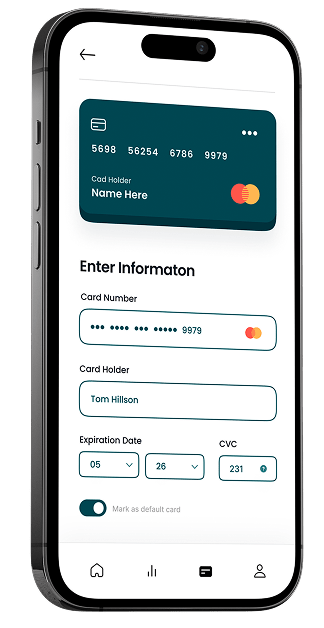 5698 56254 6786 9979
Cad Holder
Name Here
Enter Informaton
Card Number
••• •••• ••• ••••• 9979
Card Holder
Tom Hillson
Expiration Date CVC
05 26 231 ?
Mark as default card